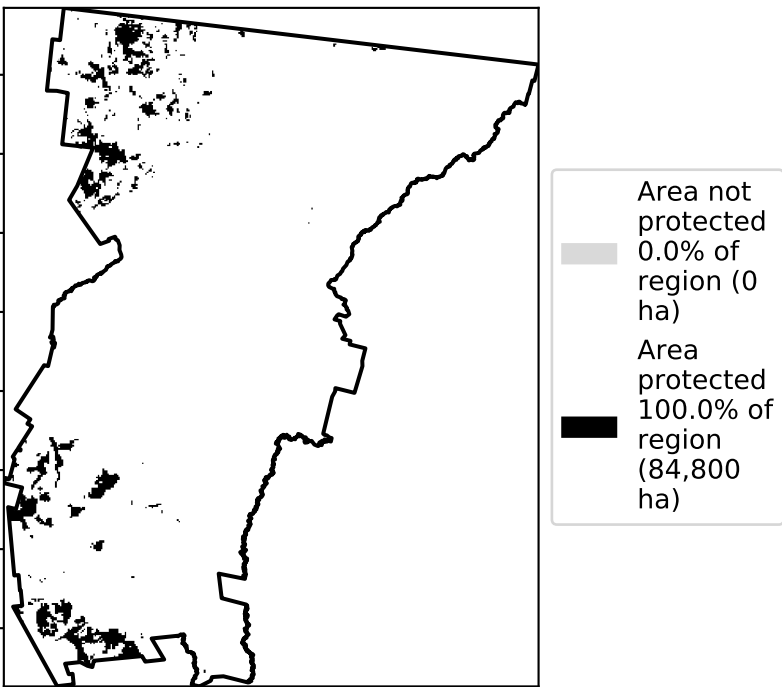 Area not
protected
0.0% of
region (0
ha)
Area
protected
100.0% of
region
(84,800
ha)